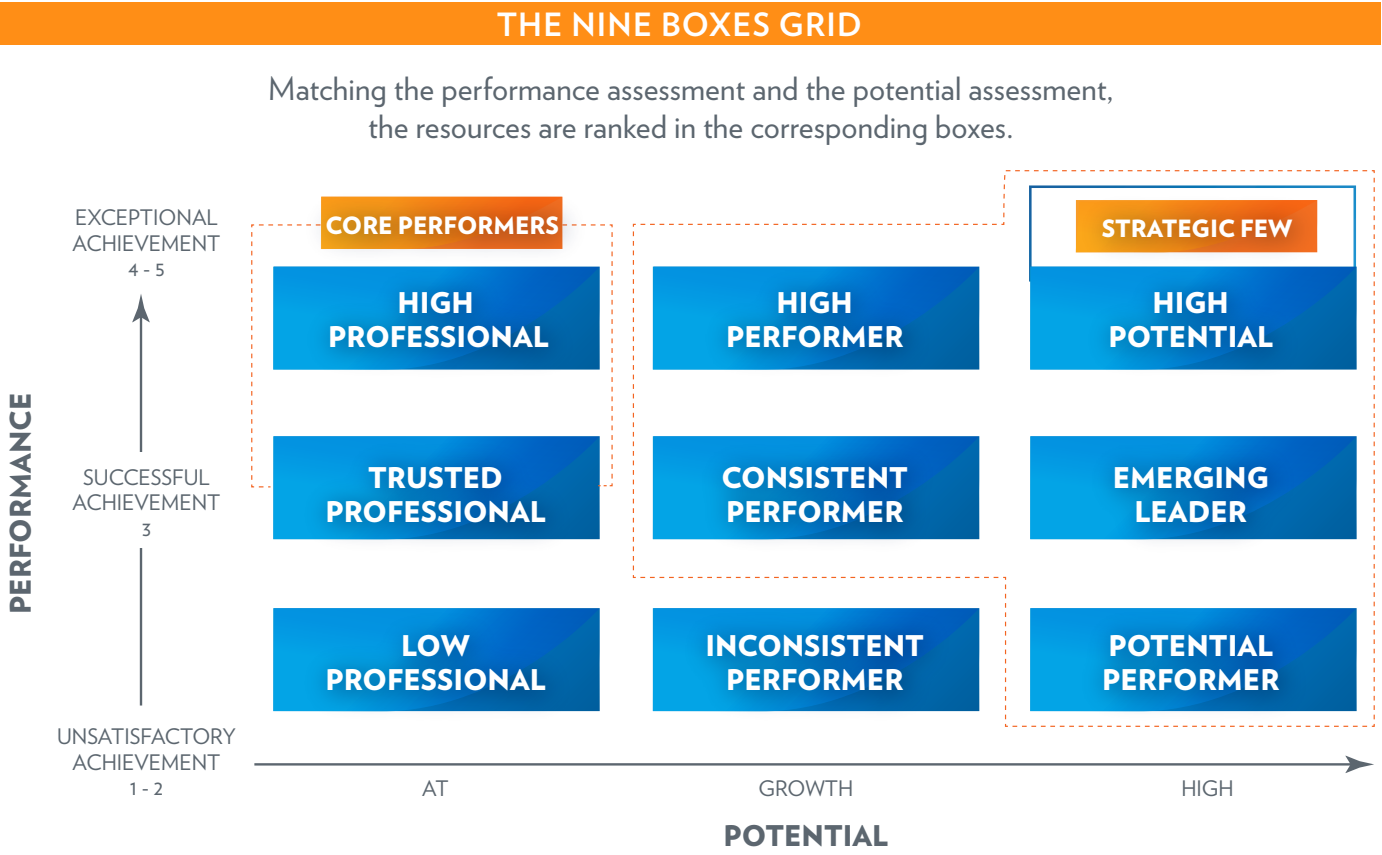 THE NINE BOXES GRID
Matching the performance assessment and the potential assessment,
the resources are ranked in the corresponding boxes.
EXCEPTIONAL
ACHIEVEMENT
4 - 5
CORE PERFORMERS
STRATEGIC FEW
HIGH
PROFESSIONAL
HIGH
PERFORMER
HIGH
POTENTIAL
PERFORMANCE
SUCCESSFUL
ACHIEVEMENT
3
TRUSTED
PROFESSIONAL
CONSISTENT
PERFORMER
EMERGING
LEADER
LOW
PROFESSIONAL
INCONSISTENT
PERFORMER
POTENTIAL
PERFORMER
UNSATISFACTORY
ACHIEVEMENT
1 - 2
AT
GROWTH
HIGH
POTENTIAL